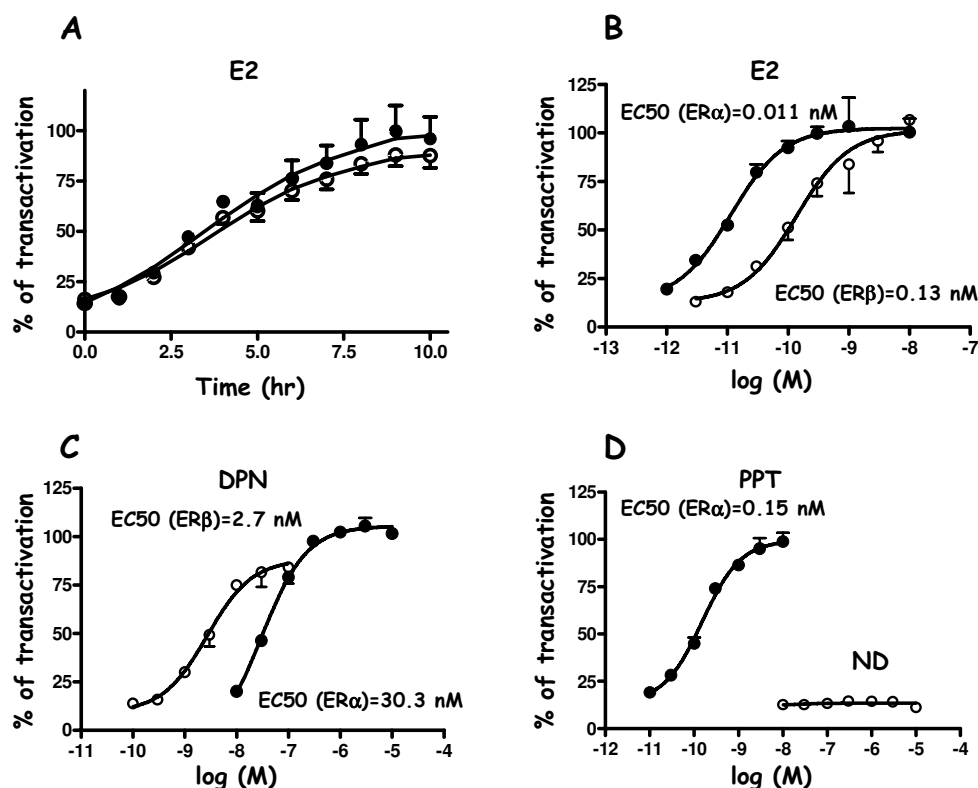 A
E2
% of transactivation
100
75
50
25
0
0.0 2.5 5.0 7.5 10.0
Time (hr)
B
E2
EC50 (ERα)=0.011 nM
EC50 (ERβ)=0.13 nM
% of transactivation
125
100
75
50
25
0
-13 -12 -11 -10 -9 -8 -7
log (M)
C
DPN
EC50 (ERβ)=2.7 nM
EC50 (ERα)=30.3 nM
% of transactivation
125
100
75
50
25
0
-11 -10 -9 -8 -7 -6 -5 -4
log (M)
D
PPT
EC50 (ERα)=0.15 nM
ND
% of transactivation
125
100
75
50
25
0
-12 -11 -10 -9 -8 -7 -6 -5 -4
log (M)